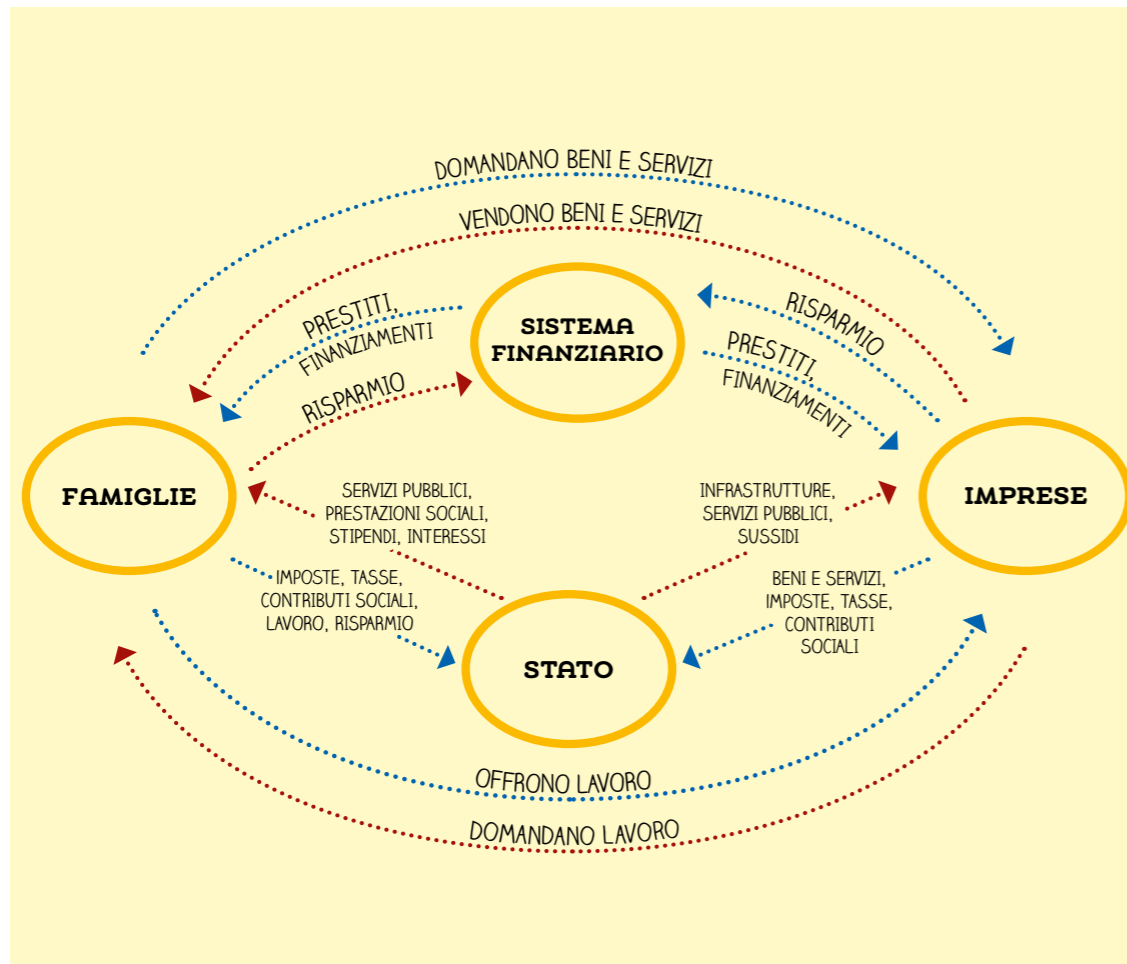 DOMANDANO BENI E SERVIZI
VENDONO BENI E SERVIZI
PRESTITI,
FINANZIAMENTI
RISPARMIO
SISTEMA
FINANZIARIO
RISPARMIO
PRESTITI,
FINANZIAMENTI
FAMIGLIE
SERVIZI PUBBLICI,
PRESTAZIONI SOCIALI,
STIPENDI, INTERESSI
INFRASTRUTTURE,
SERVIZI PUBBLICI,
SUSSIDI
IMPRESE
IMPOSTE, TASSE,
CONTRIBUTI SOCIALI,
LAVORO, RISPARMIO
BENI E SERVIZI,
IMPOSTE, TASSE,
CONTRIBUTI
SOCIALI
STATO
OFFRONO LAVORO
DOMANDANO LAVORO